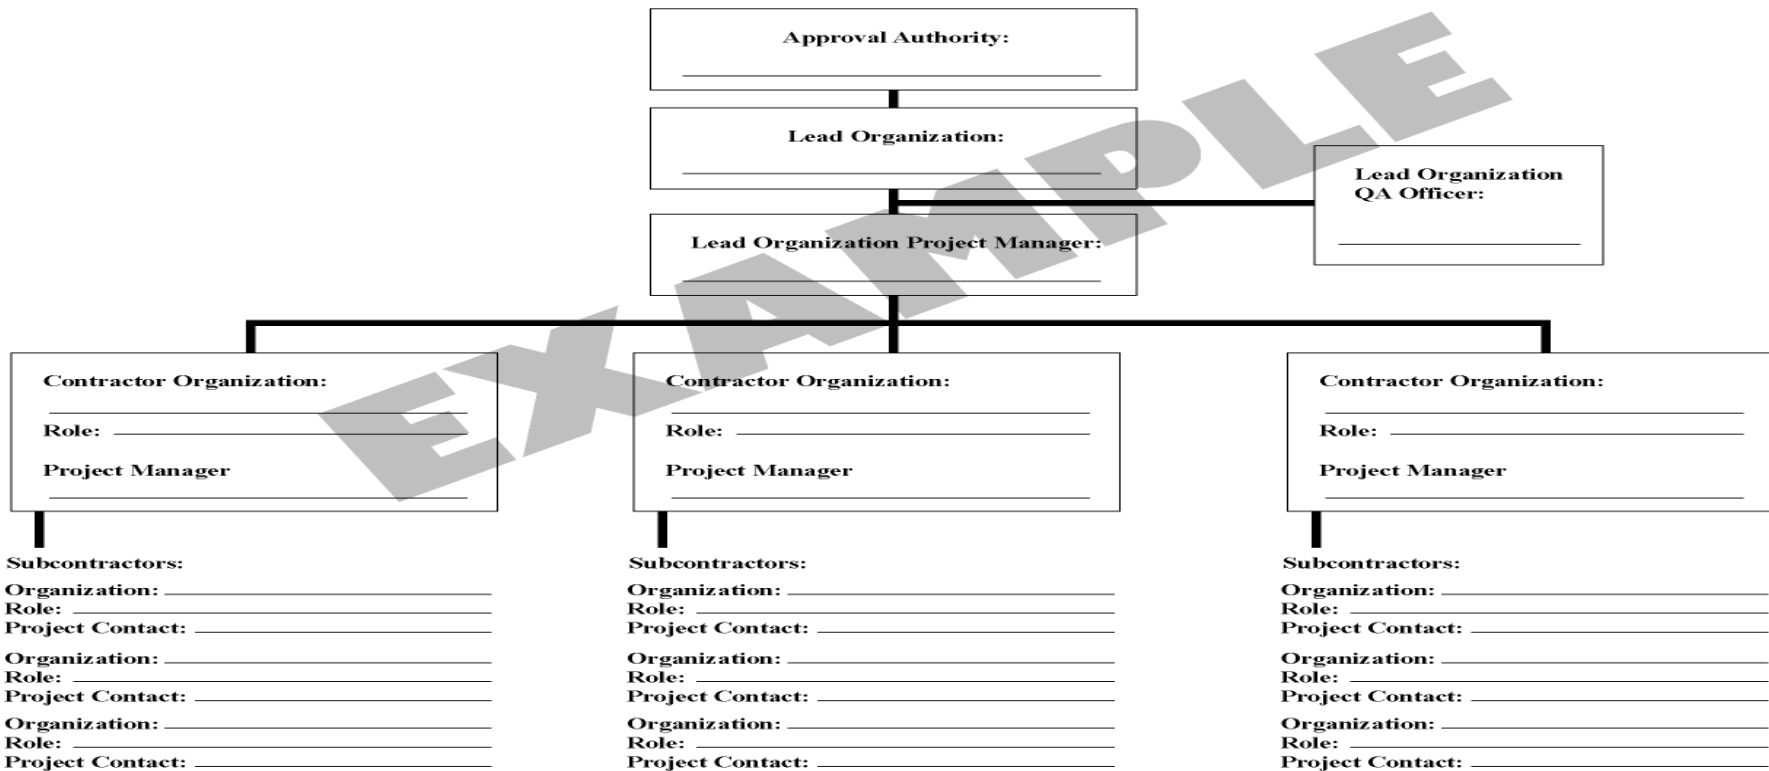 Approval Authority:
Lead Organization:
Lead Organization
QA Officer:
Lead Organization Project Manager:
EXAMPLE
Contractor Organization:
Role:
Project Manager
Contractor Organization:
Role:
Project Manager
Contractor Organization:
Role:
Project Manager
Subcontractors:
Organization:
Role:
Project Contact:
Organization:
Role:
Project Contact:
Organization:
Role:
Project Contact:
Subcontractors:
Organization:
Role:
Project Contact:
Organization:
Role:
Project Contact:
Organization:
Role:
Project Contact:
Subcontractors:
Organization:
Role:
Project Contact:
Organization:
Role:
Project Contact:
Organization:
Role:
Project Contact: